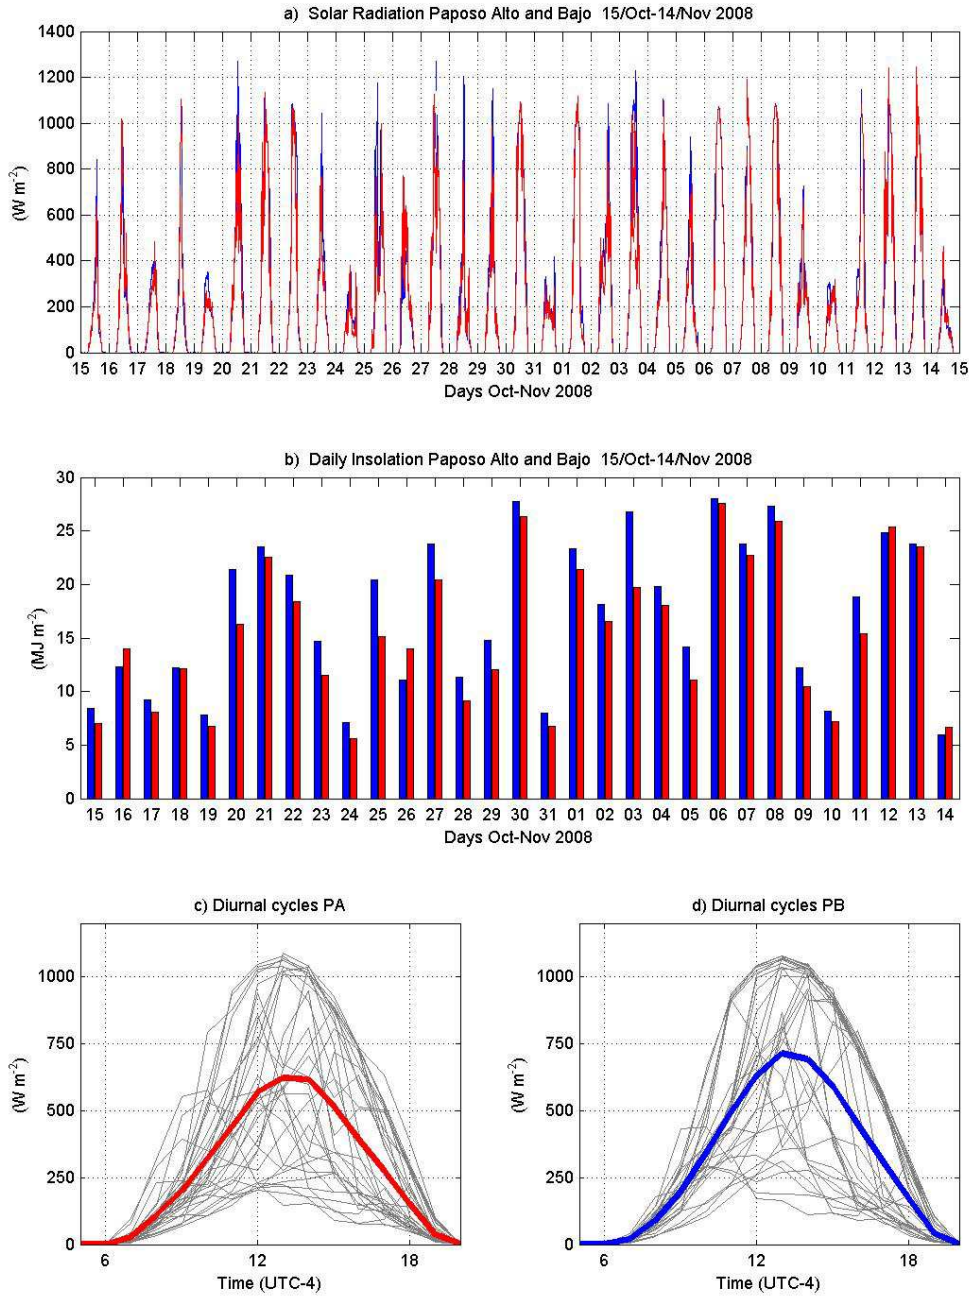 a) Solar Radiation Paposo Alto and Bajo 15/Oct-14/Nov 2008
1400
1200
1000
800
600
400
200
0
(W m-2)
15 16 17 18 19 20 21 22 23 24 25 26 27 28 29 30 31 01 02 03 04 05 06 07 08 09 10 11 12 13 14 15
Days Oct-Nov 2008
b) Daily Insolation Paposo Alto and Bajo 15/Oct-14/Nov 2008
30
25
20
15
10
5
0
(MJ m-2)
15 16 17 18 19 20 21 22 23 24 25 26 27 28 29 30 31 01 02 03 04 05 06 07 08 09 10 11 12 13 14
Days Oct-Nov 2008
c) Diurnal cycles PA
1000
750
500
250
0
(W m-2)
6 12 18
Time (UTC-4)
d) Diurnal cycles PB
1000
750
500
250
0
(W m-2)
6 12 18
Time (UTC-4)